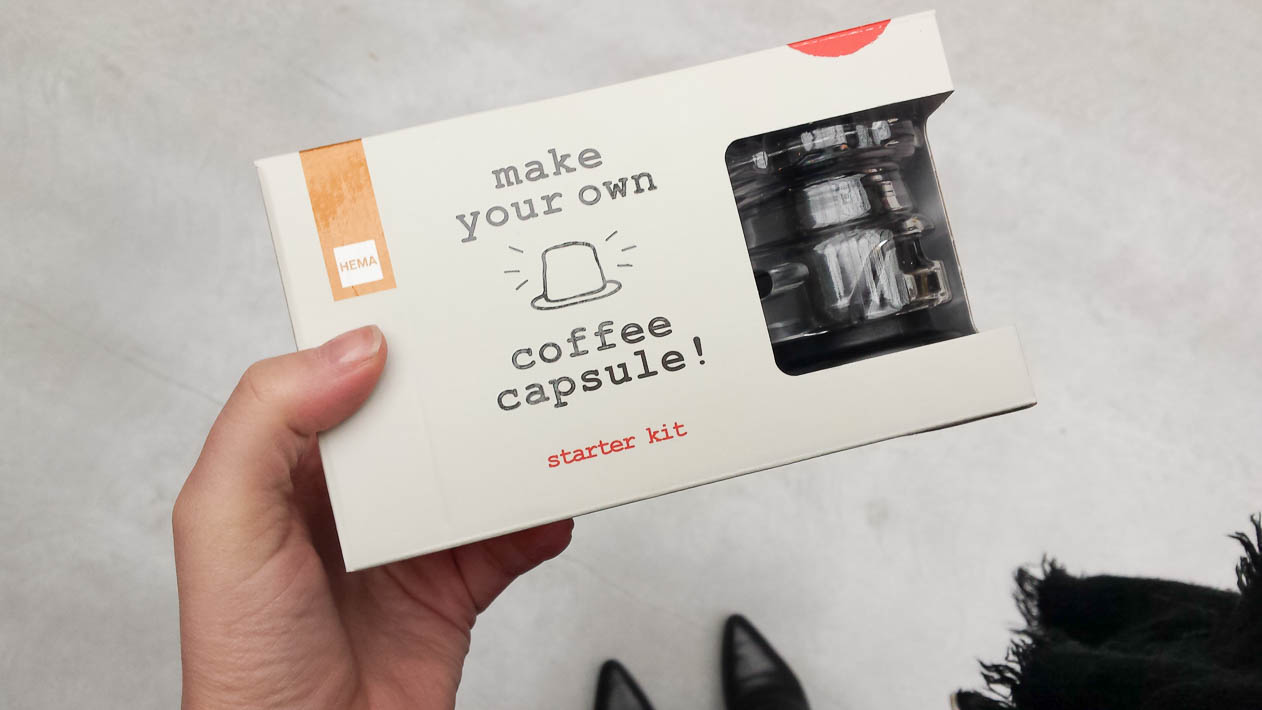 HEMA
make
your own
coffee
capsule!
starter kit